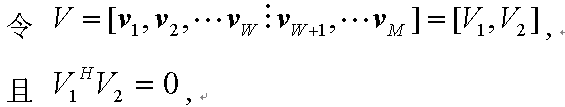 令 V = [v₁, v₂, ⋯v_W ⋮ v_{W+1}, ⋯v_M] = [V₁, V₂],
且 V₁ᴴV₂ = 0,